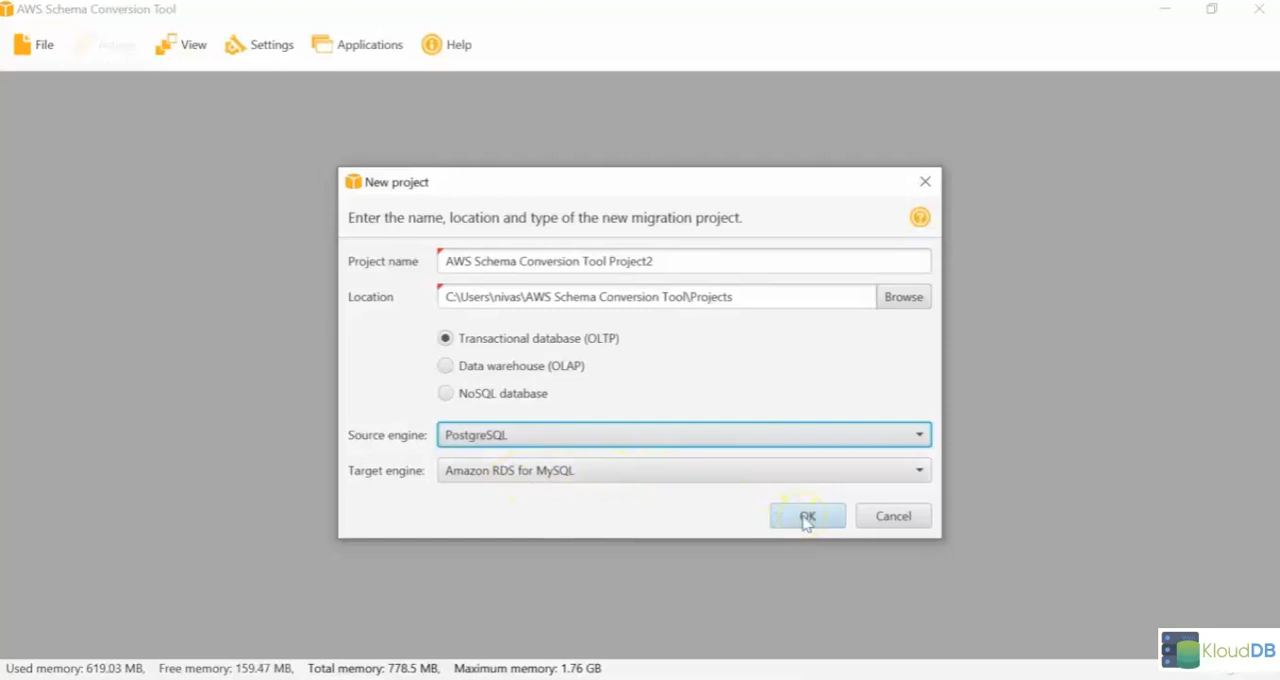 AWS Schema Conversion Tool
File View Settings Applications Help
New project
Enter the name, location and type of the new migration project.
Project name AWS Schema Conversion Tool Project2
Location C:\Users\nivas\AWS Schema Conversion Tool\Projects Browse
Transactional database (OLTP)
Data warehouse (OLAP)
NoSQL database
Source engine: PostgreSQL
Target engine: Amazon RDS for MySQL
OK Cancel
KloudDB
Used memory: 619.03 MB, Free memory: 159.47 MB, Total memory: 778.5 MB, Maximum memory: 1.76 GB